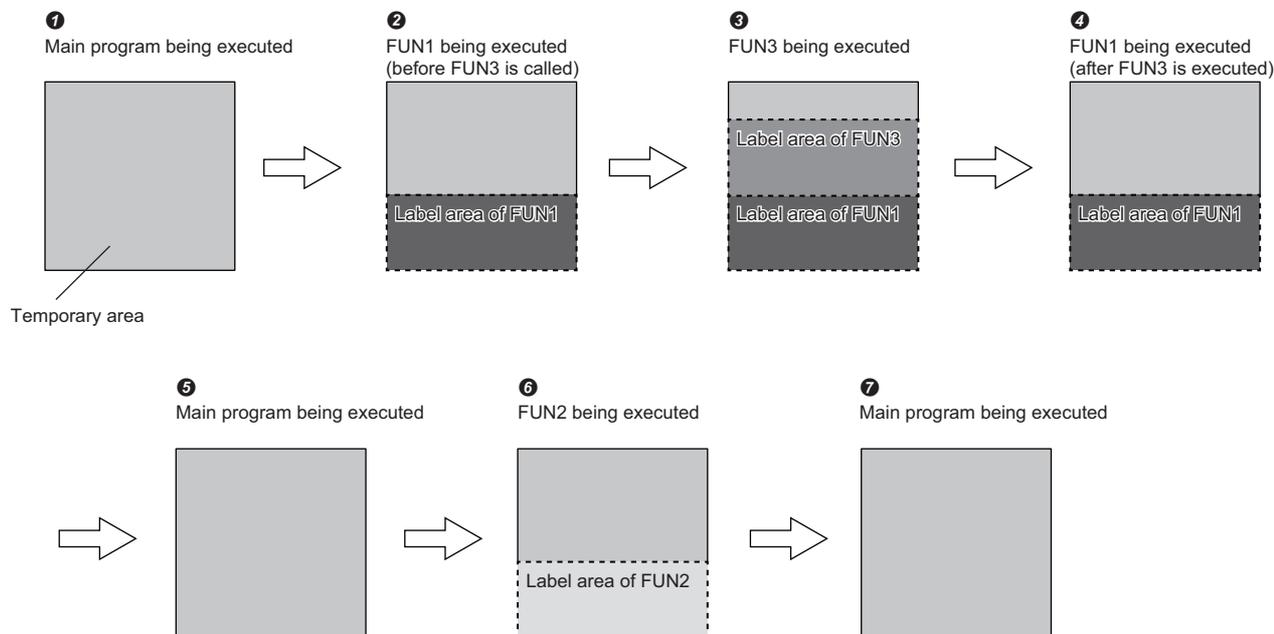 ❶
Main program being executed
❷
FUN1 being executed
(before FUN3 is called)
❸
FUN3 being executed
❹
FUN1 being executed
(after FUN3 is executed)
Label area of FUN1
Label area of FUN3
Label area of FUN1
Label area of FUN1
Temporary area
❺
Main program being executed
❻
FUN2 being executed
❼
Main program being executed
Label area of FUN2